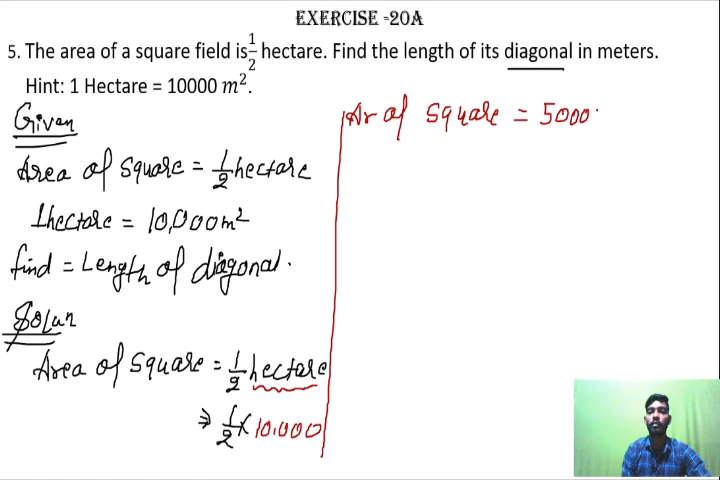 EXERCISE -20A
5. The area of a square field is 1/2 hectare. Find the length of its diagonal in meters.
Hint: 1 Hectare = 10000 m².
Given
Area of square = 1/2 hectare
1hectare = 10,000m²
find = Length of diagonal.
Solun
Area of square = 1/2 hectare
⇒ 1/2 × 10,000
Ar of square = 5000